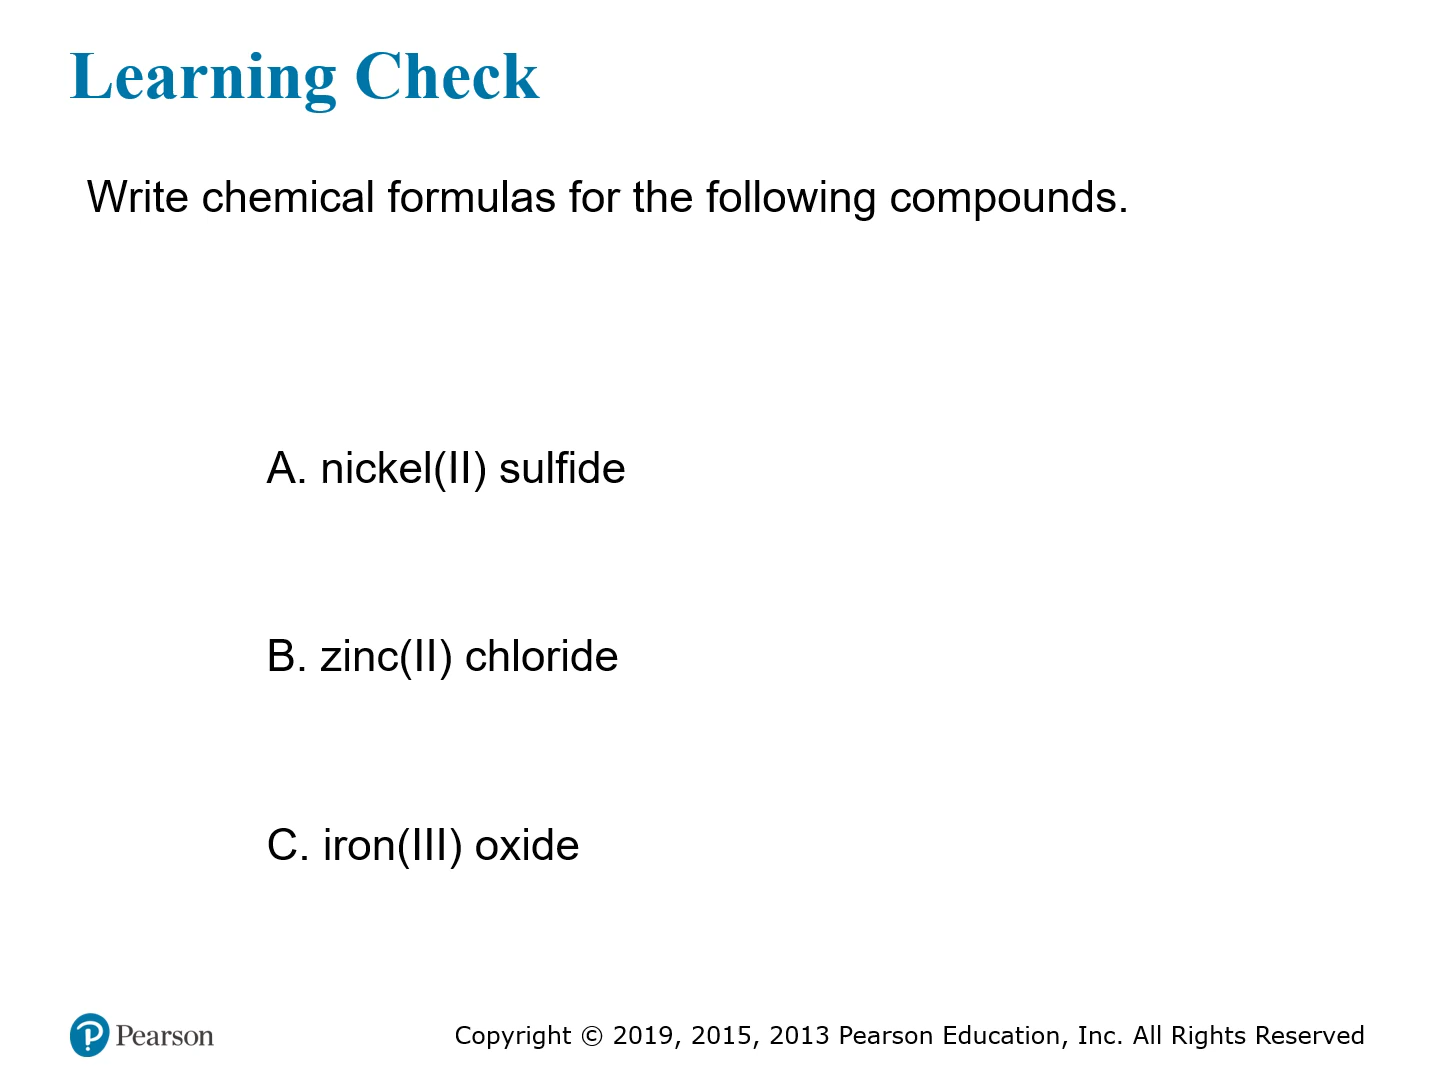 Learning Check
Write chemical formulas for the following compounds.
A. nickel(II) sulfide
B. zinc(II) chloride
C. iron(III) oxide
Pearson
Copyright © 2019, 2015, 2013 Pearson Education, Inc. All Rights Reserved